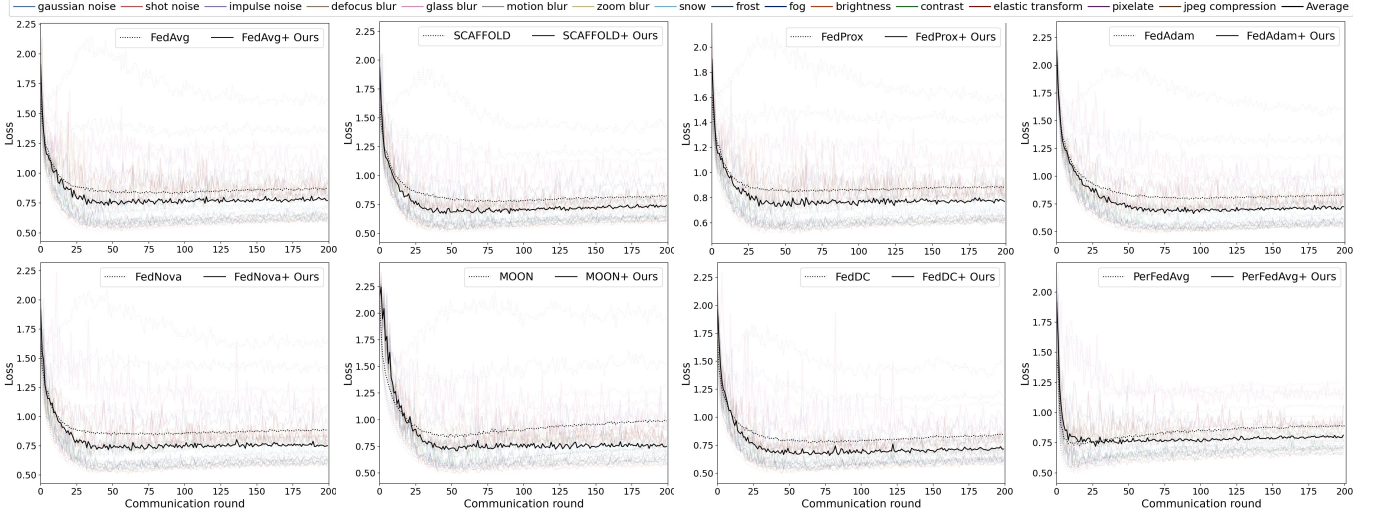 gaussian noise shot noise impulse noise defocus blur glass blur motion blur zoom blur snow frost fog brightness contrast elastic transform pixelate jpeg compression Average
FedAvg FedAvg+ Ours
2.25
2.00
1.75
1.50
1.25
1.00
0.75
0.50
Loss
0 25 50 75 100 125 150 175 200
SCAFFOLD SCAFFOLD+ Ours
2.25
2.00
1.75
1.50
1.25
1.00
0.75
0.50
Loss
0 25 50 75 100 125 150 175 200
FedProx FedProx+ Ours
2.0
1.8
1.6
1.4
1.2
1.0
0.8
0.6
Loss
0 25 50 75 100 125 150 175 200
FedAdam FedAdam+ Ours
2.25
2.00
1.75
1.50
1.25
1.00
0.75
0.50
Loss
0 25 50 75 100 125 150 175 200
FedNova FedNova+ Ours
2.25
2.00
1.75
1.50
1.25
1.00
0.75
0.50
Loss
0 25 50 75 100 125 150 175 200
Communication round
MOON MOON+ Ours
2.25
2.00
1.75
1.50
1.25
1.00
0.75
0.50
Loss
0 25 50 75 100 125 150 175 200
Communication round
FedDC FedDC+ Ours
2.25
2.00
1.75
1.50
1.25
1.00
0.75
0.50
Loss
0 25 50 75 100 125 150 175 200
Communication round
PerFedAvg PerFedAvg+ Ours
2.00
1.75
1.50
1.25
1.00
0.75
0.50
Loss
0 25 50 75 100 125 150 175 200
Communication round